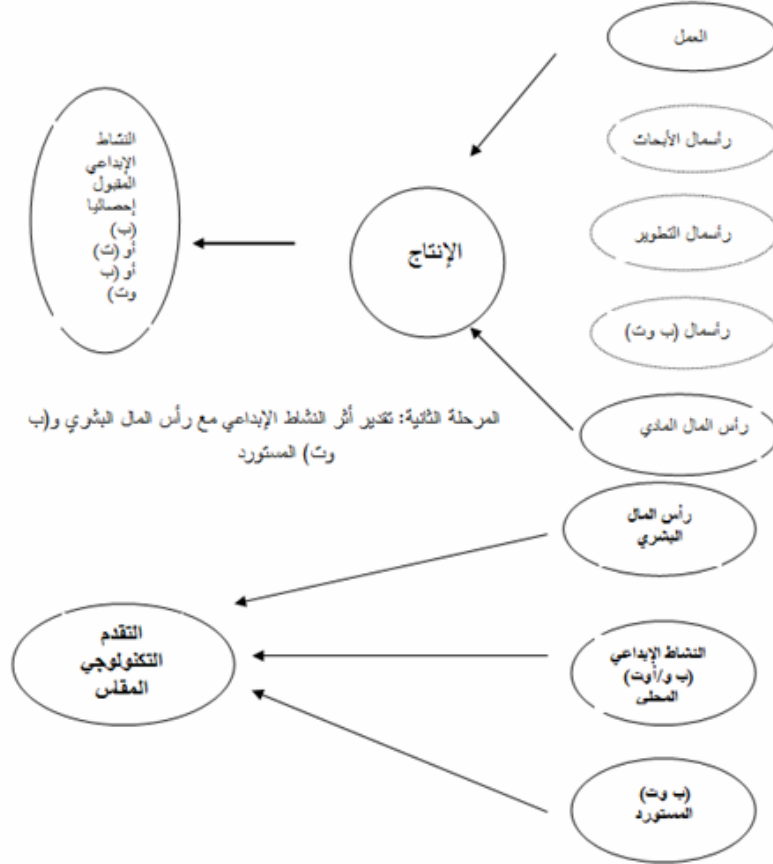 العمل
رأسمال الأبحاث
النشاط
الإبداعي
المقبول
إحصائيا
(ب)
أو (ت)
أو (ب
وت)
رأسمال التطوير
الإنتاج
رأسمال (ب وت)
المرحلة الثانية: تقدير أثر النشاط الإبداعي مع رأس المال البشري و(ب
وت) المستورد
رأس المال المادي
رأس المال
البشري
التقدم
التكنولوجي
المقاس
النشاط الإبداعي
(ب و/أوت)
المحلى
(ب وت)
المستورد